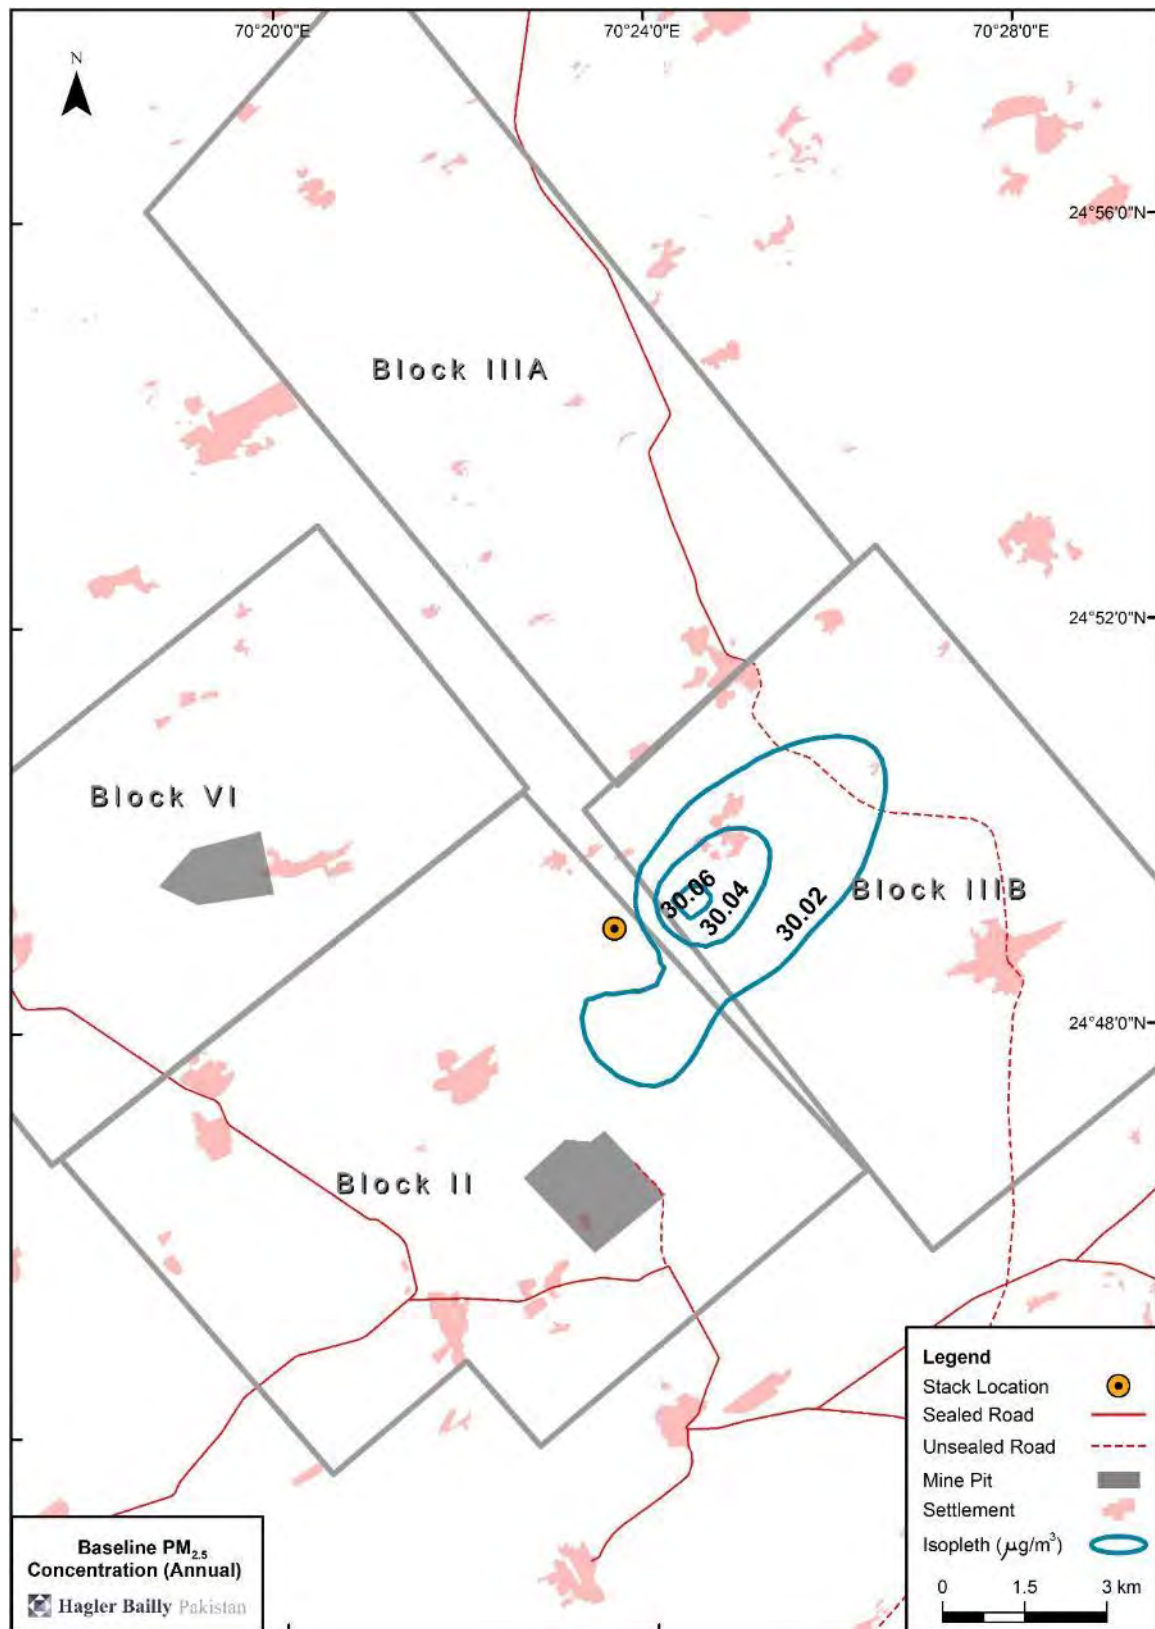 70°20'0"E
70°24'0"E
70°28'0"E
N
24°56'0"N
Block IIIA
24°52'0"N
Block VI
30.06
30.04
30.02
Block IIIB
24°48'0"N
Block II
Legend
Stack Location
Sealed Road
Unsealed Road
Mine Pit
Settlement
Isopleth (μg/m³)
0 1.5 3 km
Baseline PM₂.₅
Concentration (Annual)
Hagler Bailly Pakistan